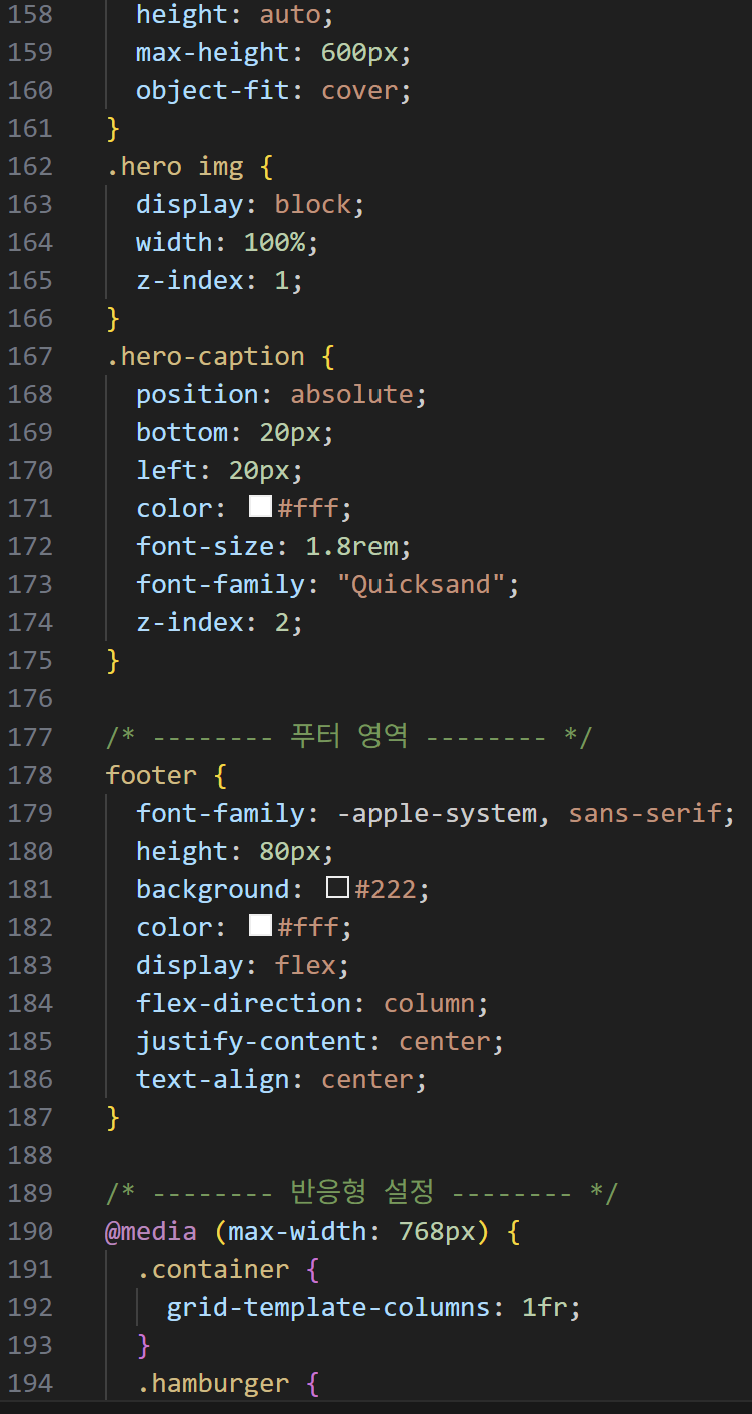 158 height: auto;
159 max-height: 600px;
160 object-fit: cover;
161 }
162 .hero img {
163 display: block;
164 width: 100%;
165 z-index: 1;
166 }
167 .hero-caption {
168 position: absolute;
169 bottom: 20px;
170 left: 20px;
171 color: #fff;
172 font-size: 1.8rem;
173 font-family: "Quicksand";
174 z-index: 2;
175 }
176
177 /* -------- 푸터 영역 -------- */
178 footer {
179 font-family: -apple-system, sans-serif;
180 height: 80px;
181 background: #222;
182 color: #fff;
183 display: flex;
184 flex-direction: column;
185 justify-content: center;
186 text-align: center;
187 }
188
189 /* -------- 반응형 설정 -------- */
190 @media (max-width: 768px) {
191 .container {
192 grid-template-columns: 1fr;
193 }
194 .hamburger {